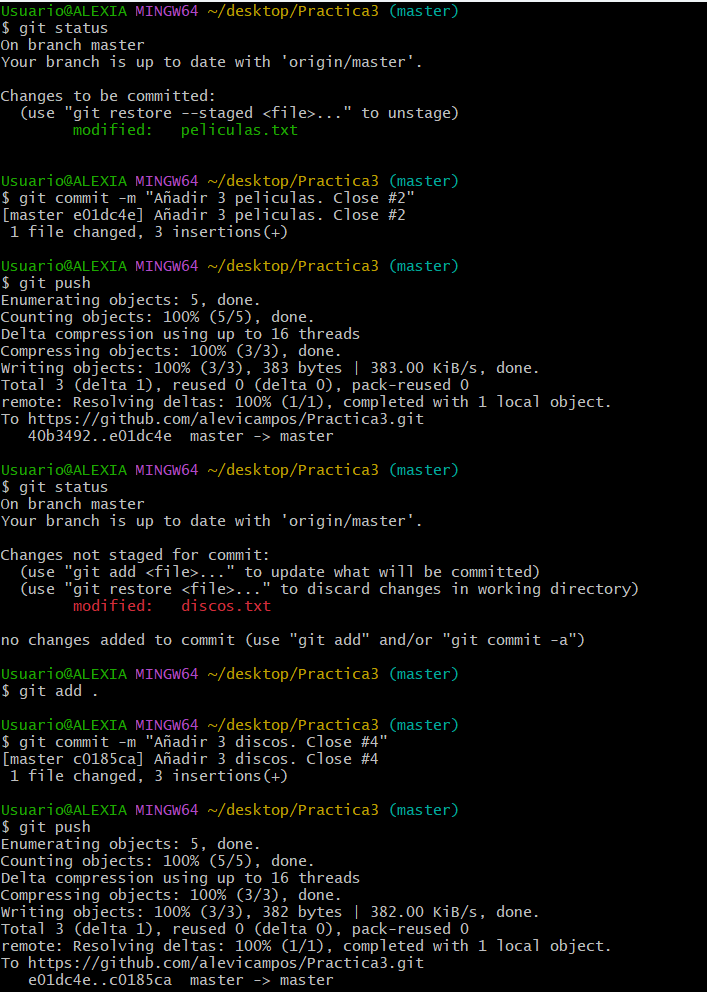 Usuario@ALEXIA MINGW64 ~/desktop/Practica3 (master)
$ git status
On branch master
Your branch is up to date with 'origin/master'.
Changes to be committed:
  (use "git restore --staged <file>..." to unstage)
        modified:   peliculas.txt
Usuario@ALEXIA MINGW64 ~/desktop/Practica3 (master)
$ git commit -m "Añadir 3 peliculas. Close #2"
[master e01dc4e] Añadir 3 peliculas. Close #2
 1 file changed, 3 insertions(+)
Usuario@ALEXIA MINGW64 ~/desktop/Practica3 (master)
$ git push
Enumerating objects: 5, done.
Counting objects: 100% (5/5), done.
Delta compression using up to 16 threads
Compressing objects: 100% (3/3), done.
Writing objects: 100% (3/3), 383 bytes | 383.00 KiB/s, done.
Total 3 (delta 1), reused 0 (delta 0), pack-reused 0
remote: Resolving deltas: 100% (1/1), completed with 1 local object.
To https://github.com/alevicampos/Practica3.git
   40b3492..e01dc4e  master -> master
Usuario@ALEXIA MINGW64 ~/desktop/Practica3 (master)
$ git status
On branch master
Your branch is up to date with 'origin/master'.
Changes not staged for commit:
  (use "git add <file>..." to update what will be committed)
  (use "git restore <file>..." to discard changes in working directory)
        modified:   discos.txt
no changes added to commit (use "git add" and/or "git commit -a")
Usuario@ALEXIA MINGW64 ~/desktop/Practica3 (master)
$ git add .
Usuario@ALEXIA MINGW64 ~/desktop/Practica3 (master)
$ git commit -m "Añadir 3 discos. Close #4"
[master c0185ca] Añadir 3 discos. Close #4
 1 file changed, 3 insertions(+)
Usuario@ALEXIA MINGW64 ~/desktop/Practica3 (master)
$ git push
Enumerating objects: 5, done.
Counting objects: 100% (5/5), done.
Delta compression using up to 16 threads
Compressing objects: 100% (3/3), done.
Writing objects: 100% (3/3), 382 bytes | 382.00 KiB/s, done.
Total 3 (delta 1), reused 0 (delta 0), pack-reused 0
remote: Resolving deltas: 100% (1/1), completed with 1 local object.
To https://github.com/alevicampos/Practica3.git
   e01dc4e..c0185ca  master -> master